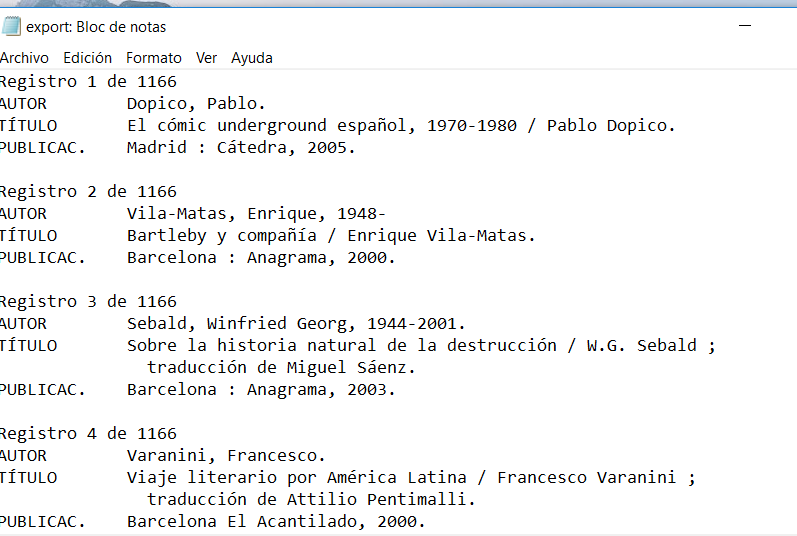 export: Bloc de notas
Archivo Edición Formato Ver Ayuda
Registro 1 de 1166
AUTOR Dopico, Pablo.
TÍTULO El cómic underground español, 1970-1980 / Pablo Dopico.
PUBLICAC. Madrid : Cátedra, 2005.
Registro 2 de 1166
AUTOR Vila-Matas, Enrique, 1948-
TÍTULO Bartleby y compañía / Enrique Vila-Matas.
PUBLICAC. Barcelona : Anagrama, 2000.
Registro 3 de 1166
AUTOR Sebald, Winfried Georg, 1944-2001.
TÍTULO Sobre la historia natural de la destrucción / W.G. Sebald ;
traducción de Miguel Sáenz.
PUBLICAC. Barcelona : Anagrama, 2003.
Registro 4 de 1166
AUTOR Varanini, Francesco.
TÍTULO Viaje literario por América Latina / Francesco Varanini ;
traducción de Attilio Pentimalli.
PUBLICAC. Barcelona El Acantilado, 2000.